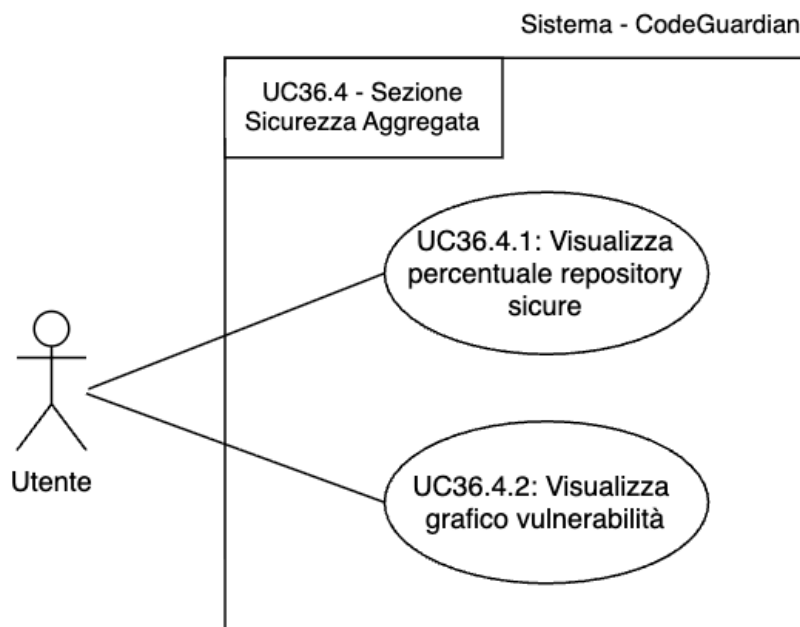 Sistema - CodeGuardian
UC36.4 - Sezione
Sicurezza Aggregata
UC36.4.1: Visualizza
percentuale repository
sicure
Utente
UC36.4.2: Visualizza
grafico vulnerabilità